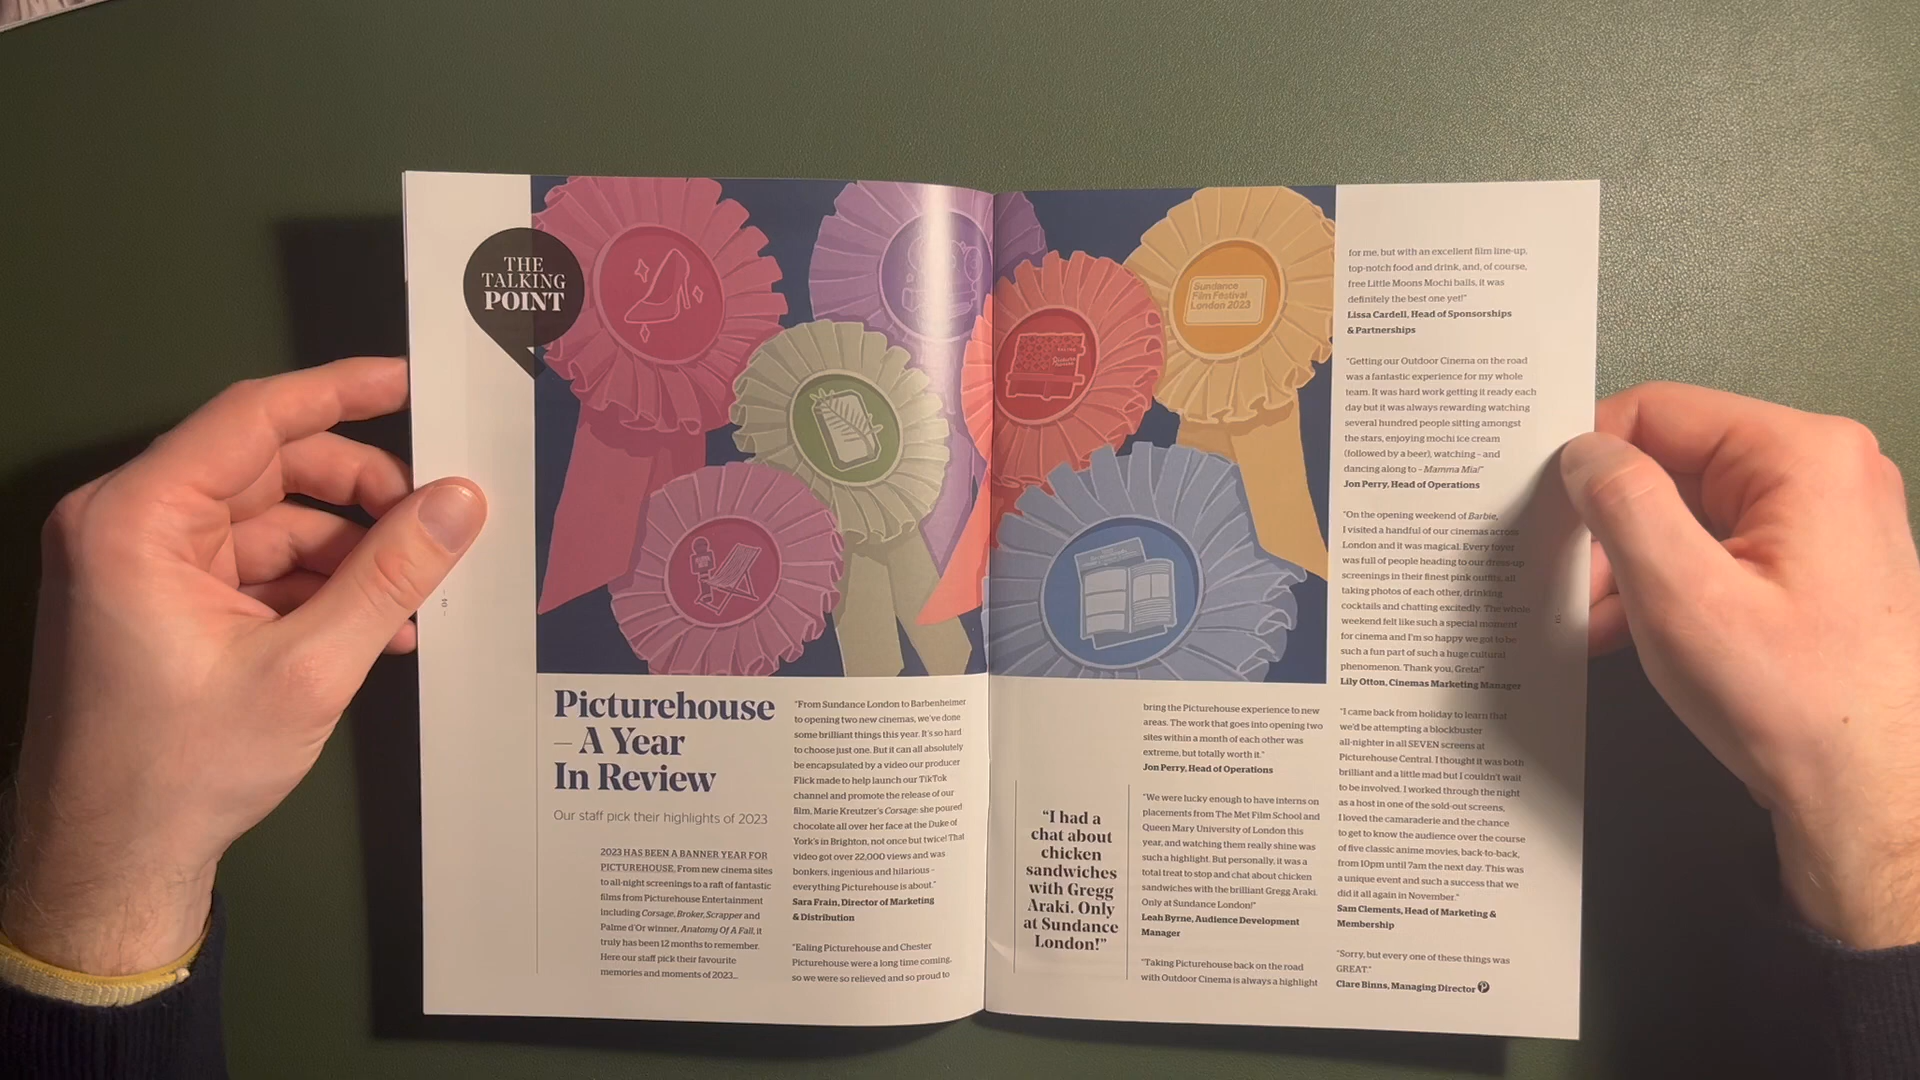 THE
TALKING
POINT
Sundance
Film Festival
London 2023
Picturehouse
– A Year
In Review
Our staff pick their highlights of 2023
2023 HAS BEEN A BANNER YEAR FOR
PICTUREHOUSE. From new cinema sites
to all-night screenings to a raft of fantastic
films from Picturehouse Entertainment
including Corsage, Broker, Scrapper and
Palme d'Or winner, Anatomy Of A Fall, it
truly has been 12 months to remember.
Here our staff pick their favourite
memories and moments of 2023...
"From Sundance London to Barbenheimer
to opening two new cinemas, we've done
some brilliant things this year. It's so hard
to choose just one. But it can all absolutely
be encapsulated by a video our producer
Flick made to help launch our TikTok
channel and promote the release of our
film, Marie Kreutzer's Corsage: she poured
chocolate all over her face at the Duke of
York's in Brighton, not once but twice! That
video got over 22,000 views and was
bonkers, ingenious and hilarious –
everything Picturehouse is about."
Sara Frain, Director of Marketing
& Distribution
"Ealing Picturehouse and Chester
Picturehouse were a long time coming,
so we were so relieved and so proud to
"I had a
chat about
chicken
sandwiches
with Gregg
Araki. Only
at Sundance
London!"
bring the Picturehouse experience to new
areas. The work that goes into opening two
sites within a month of each other was
extreme, but totally worth it."
Jon Perry, Head of Operations
"We were lucky enough to have interns on
placements from The Met Film School and
Queen Mary University of London this
year, and watching them really shine was
such a highlight. But personally, it was a
total treat to stop and chat about chicken
sandwiches with the brilliant Gregg Araki.
Only at Sundance London!"
Leah Byrne, Audience Development
Manager
"Taking Picturehouse back on the road
with Outdoor Cinema is always a highlight
for me, but with an excellent film line-up,
top-notch food and drink, and, of course,
free Little Moons Mochi balls, it was
definitely the best one yet!"
Lissa Cardell, Head of Sponsorships
& Partnerships
"Getting our Outdoor Cinema on the road
was a fantastic experience for my whole
team. It was hard work getting it ready each
day but it was always rewarding watching
several hundred people sitting amongst
the stars, enjoying mochi ice cream
(followed by a beer), watching – and
dancing along to – Mamma Mia!"
Jon Perry, Head of Operations
"On the opening weekend of Barbie,
I visited a handful of our cinemas across
London and it was magical. Every foyer
was full of people heading to our dress-up
screenings in their finest pink outfits, all
taking photos of each other, drinking
cocktails and chatting excitedly. The whole
weekend felt like such a special moment
for cinema and I'm so happy we got to be
such a fun part of such a huge cultural
phenomenon. Thank you, Greta!"
Lily Otton, Cinemas Marketing Manager
"I came back from holiday to learn that
we'd be attempting a blockbuster
all-nighter in all SEVEN screens at
Picturehouse Central. I thought it was both
brilliant and a little mad but I couldn't wait
to be involved. I worked through the night
as a host in one of the sold-out screens,
I loved the camaraderie and the chance
to get to know the audience over the course
of five classic anime movies, back-to-back,
from 10pm until 7am the next day. This was
a unique event and such a success that we
did it all again in November."
Sam Clements, Head of Marketing &
Membership
"Sorry, but every one of these things was
GREAT."
Clare Binns, Managing Director